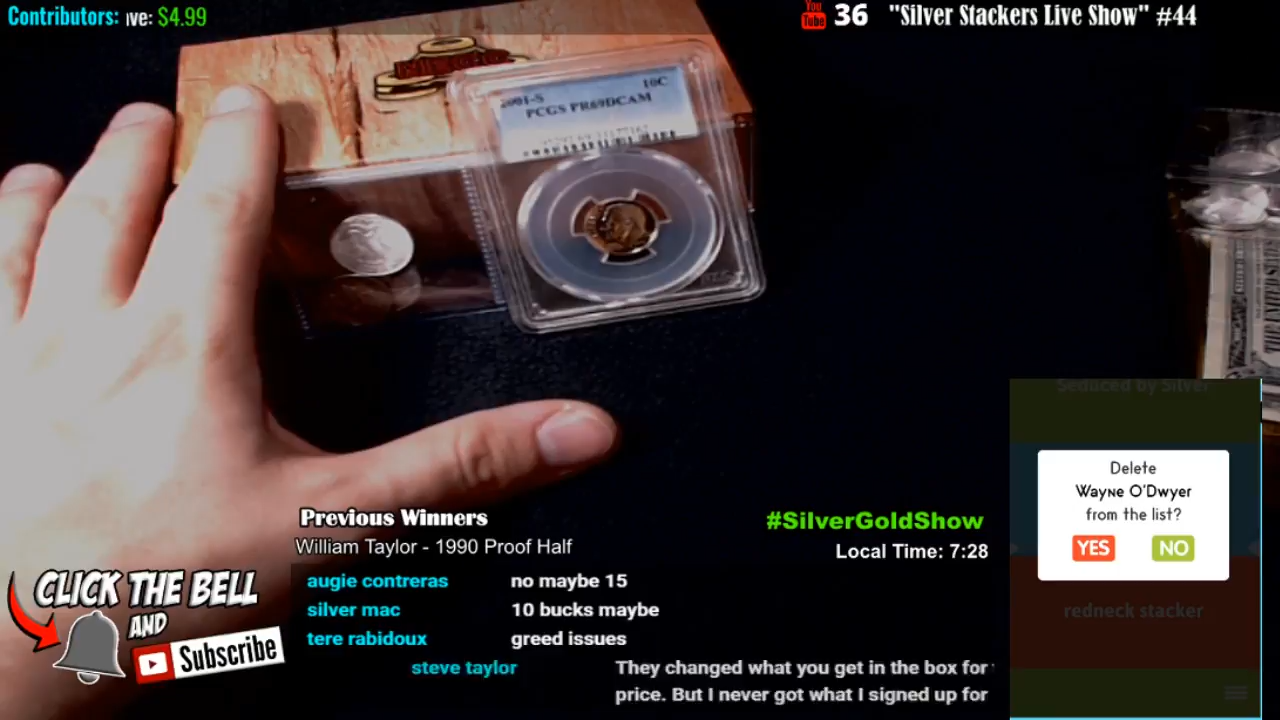 Contributors: ive: $4.99
You Tube 36 "Silver Stackers Live Show" #44
2001-S 10C
PCGS PR69DCAM
Seduced by Silver
Delete
Wayne O'Dwyer
from the list?
YES NO
redneck stacker
Previous Winners
#SilverGoldShow
William Taylor - 1990 Proof Half
Local Time: 7:28
augie contreras no maybe 15
silver mac 10 bucks maybe
tere rabidoux greed issues
steve taylor They changed what you get in the box for
price. But I never got what I signed up for
CLICK THE BELL
AND
Subscribe